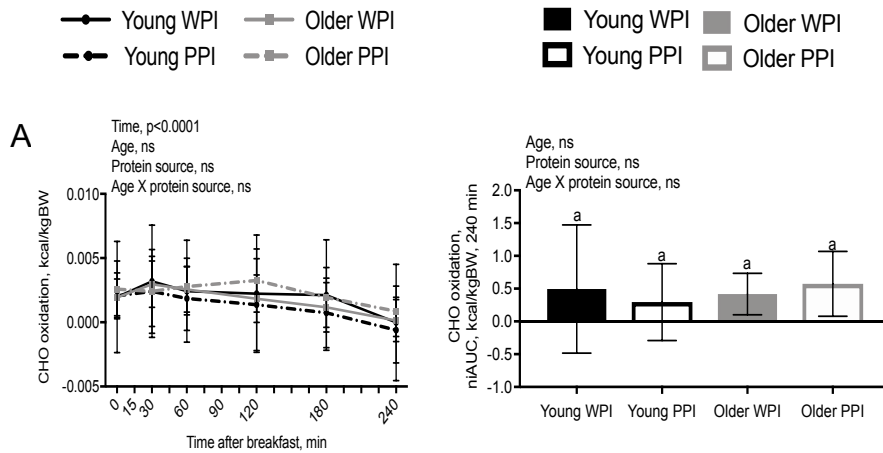 Young WPI
Older WPI
Young PPI
Older PPI
Young WPI
Older WPI
Young PPI
Older PPI
A
Time, p<0.0001
Age, ns
Protein source, ns
Age X protein source, ns
CHO oxidation, kcal/kgBW
0.010
0.005
0.000
-0.005
0
15
30
60
90
120
180
240
Time after breakfast, min
Age, ns
Protein source, ns
Age X protein source, ns
CHO oxidation,
niAUC, kcal/kgBW, 240 min
2.0
1.5
1.0
0.5
0.0
-0.5
-1.0
a
a
a
a
Young WPI
Young PPI
Older WPI
Older PPI